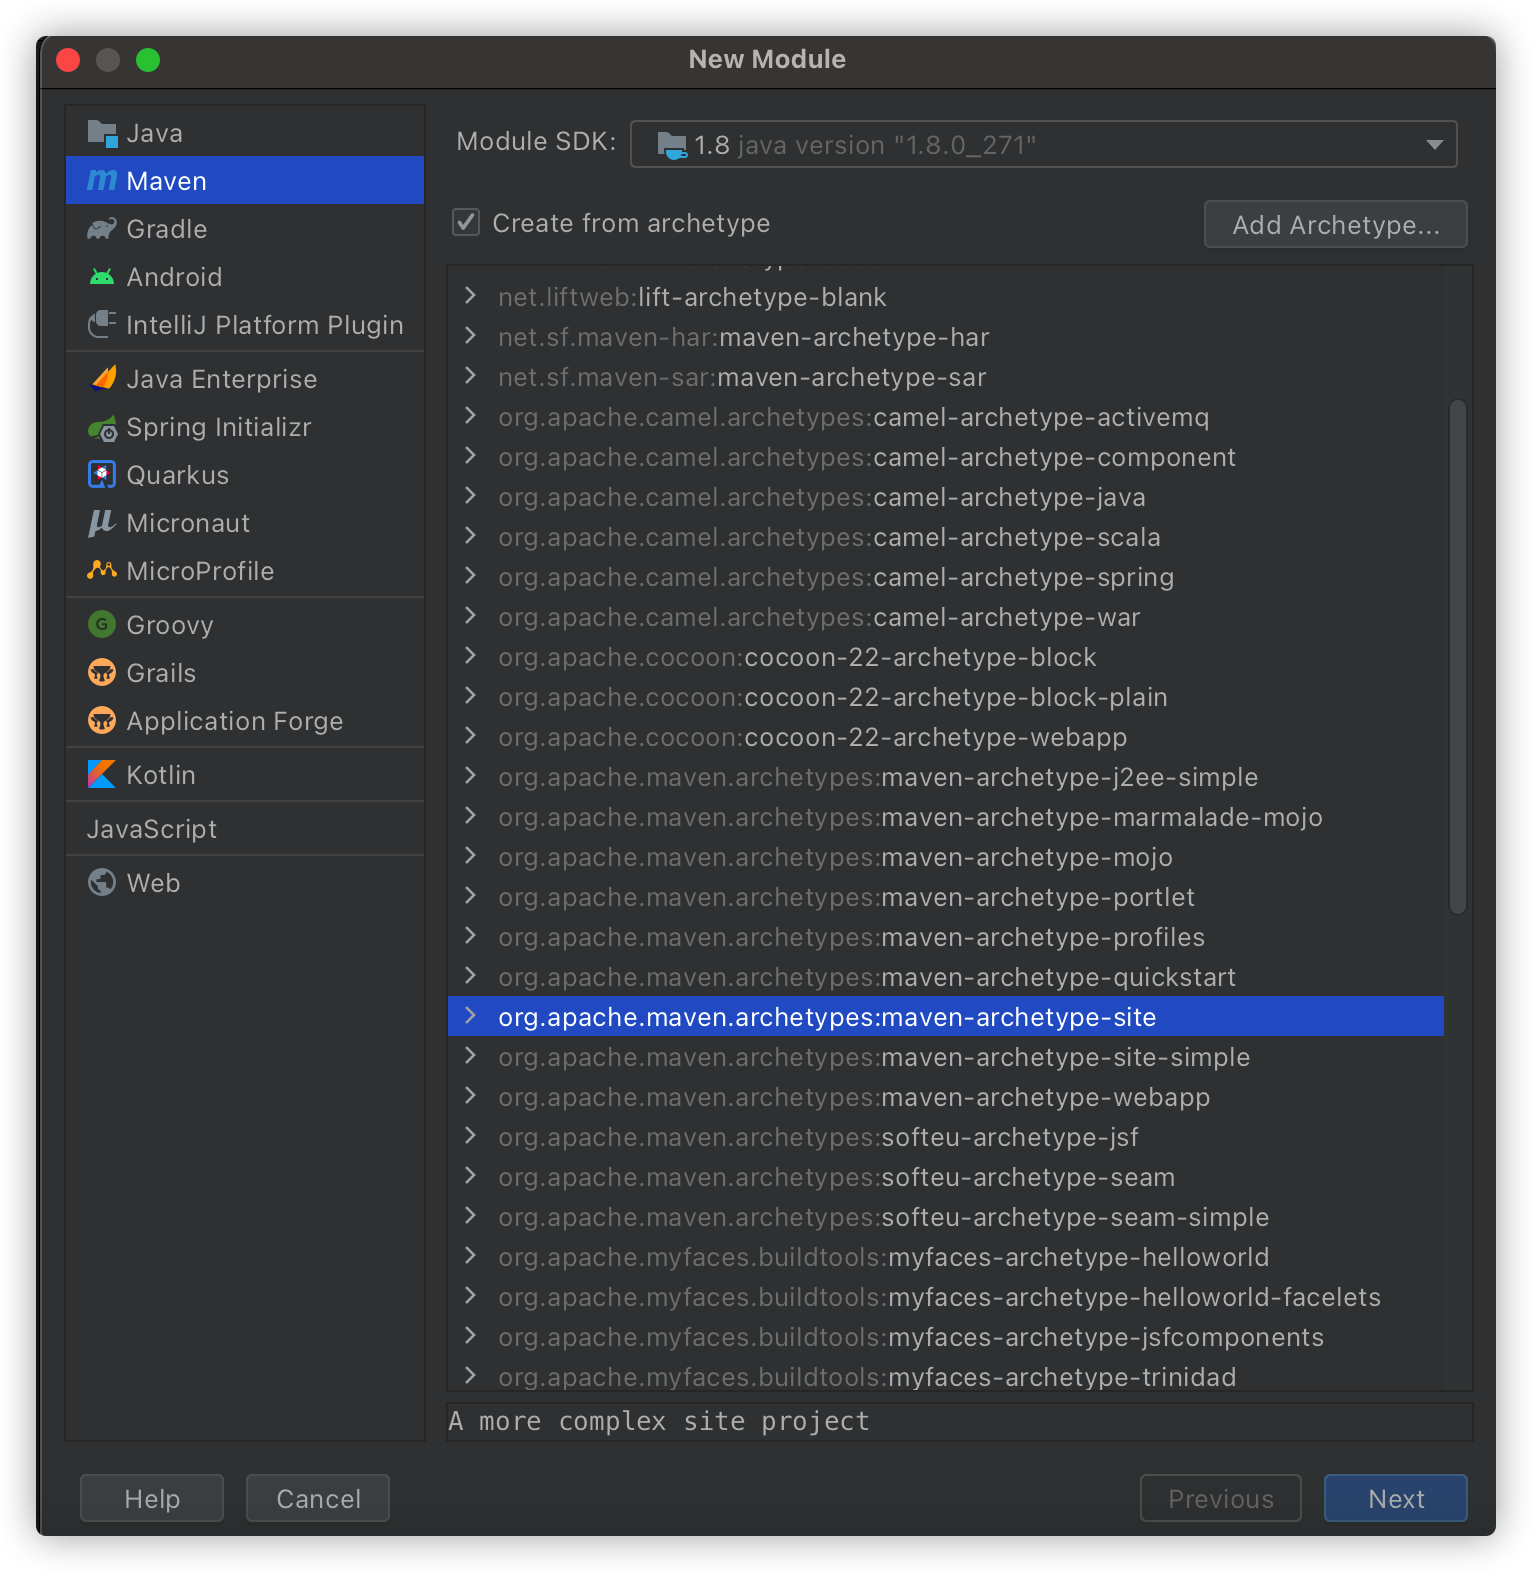 New Module
Java
Maven
Gradle
Android
IntelliJ Platform Plugin
Java Enterprise
Spring Initializr
Quarkus
Micronaut
MicroProfile
Groovy
Grails
Application Forge
Kotlin
JavaScript
Web
Module SDK: 1.8 java version "1.8.0_271"
Create from archetype
Add Archetype...
net.liftweb:lift-archetype-blank
net.sf.maven-har:maven-archetype-har
net.sf.maven-sar:maven-archetype-sar
org.apache.camel.archetypes:camel-archetype-activemq
org.apache.camel.archetypes:camel-archetype-component
org.apache.camel.archetypes:camel-archetype-java
org.apache.camel.archetypes:camel-archetype-scala
org.apache.camel.archetypes:camel-archetype-spring
org.apache.camel.archetypes:camel-archetype-war
org.apache.cocoon:cocoon-22-archetype-block
org.apache.cocoon:cocoon-22-archetype-block-plain
org.apache.cocoon:cocoon-22-archetype-webapp
org.apache.maven.archetypes:maven-archetype-j2ee-simple
org.apache.maven.archetypes:maven-archetype-marmalade-mojo
org.apache.maven.archetypes:maven-archetype-mojo
org.apache.maven.archetypes:maven-archetype-portlet
org.apache.maven.archetypes:maven-archetype-profiles
org.apache.maven.archetypes:maven-archetype-quickstart
org.apache.maven.archetypes:maven-archetype-site
org.apache.maven.archetypes:maven-archetype-site-simple
org.apache.maven.archetypes:maven-archetype-webapp
org.apache.maven.archetypes:softeu-archetype-jsf
org.apache.maven.archetypes:softeu-archetype-seam
org.apache.maven.archetypes:softeu-archetype-seam-simple
org.apache.myfaces.buildtools:myfaces-archetype-helloworld
org.apache.myfaces.buildtools:myfaces-archetype-helloworld-facelets
org.apache.myfaces.buildtools:myfaces-archetype-jsfcomponents
org.apache.myfaces.buildtools:myfaces-archetype-trinidad
A more complex site project
Help
Cancel
Previous
Next